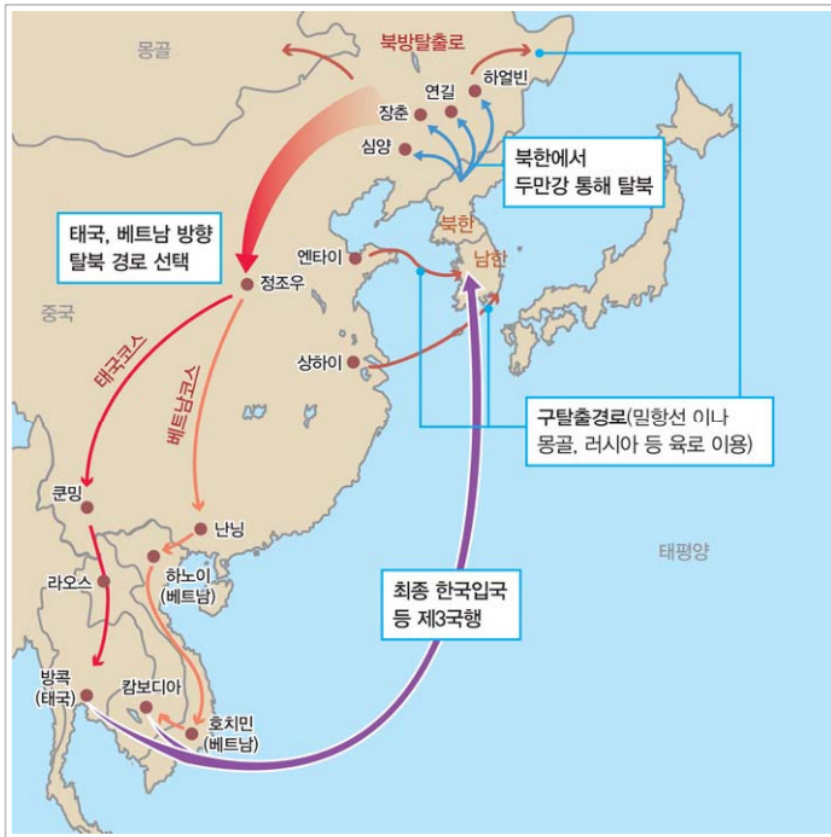 몽골
북방탈출로
하얼빈
연길
장춘
심양
북한에서
두만강 통해 탈북
북한
남한
태국, 베트남 방향
탈북 경로 선택
엔타이
정조우
중국
태국코스
베트남코스
상하이
구탈출경로(밀항선 이나
몽골, 러시아 등 육로 이용)
쿤밍
난닝
태평양
하노이
(베트남)
라오스
최종 한국입국
등 제3국행
방콕
(태국)
캄보디아
호치민
(베트남)